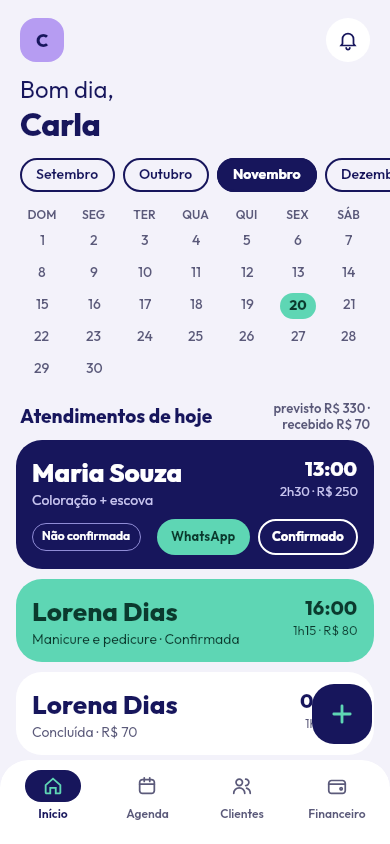 C
Bom dia,
Carla
Setembro Outubro Novembro
DOM SEG TER QUA QUI SEX SÁB
1 2 3 4 5 6 7
8 9 10 11 12 13 14
15 16 17 18 19 20 21
22 23 24 25 26 27 28
29 30
Atendimentos de hoje
previsto R$ 330 ·
recebido R$ 70
Maria Souza 13:00
Coloração + escova 2h30 · R$ 250
Não confirmada WhatsApp Confirmado
Lorena Dias 16:00
Manicure e pedicure · Confirmada 1h15 · R$ 80
Lorena Dias
Concluída · R$ 70
Início Agenda Clientes Financeiro